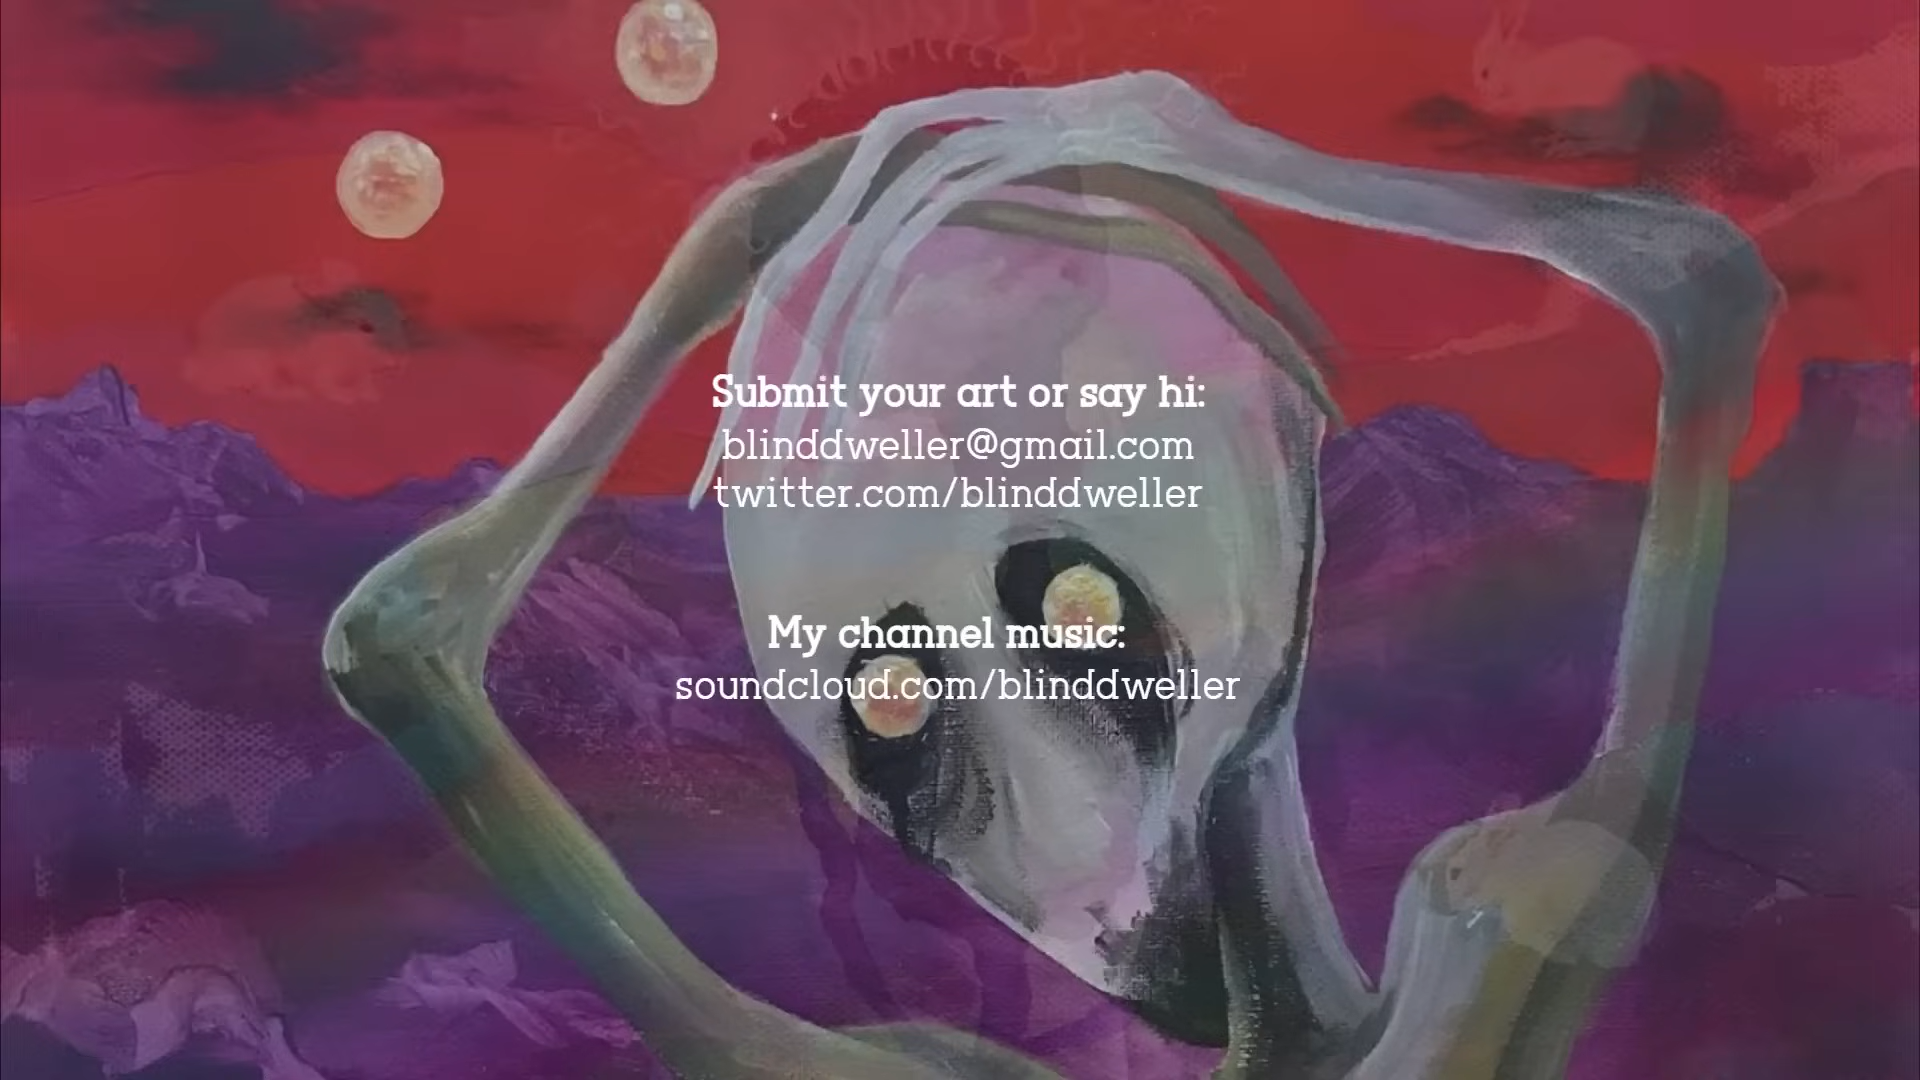 Submit your art or say hi:
blinddweller@gmail.com
twitter.com/blinddweller
My channel music:
soundcloud.com/blinddweller